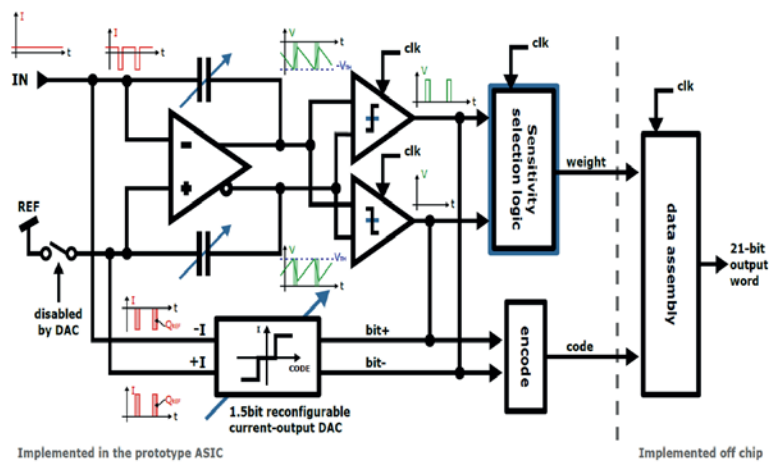 I
t
I
t
V
t
-VTH
clk
V
t
clk
clk
IN
-
+
clk
V
t
Sensitivity
selection logic
weight
data assembly
REF
disabled
by DAC
V
VTH
t
21-bit
output
word
I
t
QREF
-I
+I
I
CODE
bit+
bit-
encode
code
I
t
QREF
1.5bit reconfigurable
current-output DAC
Implemented in the prototype ASIC
Implemented off chip